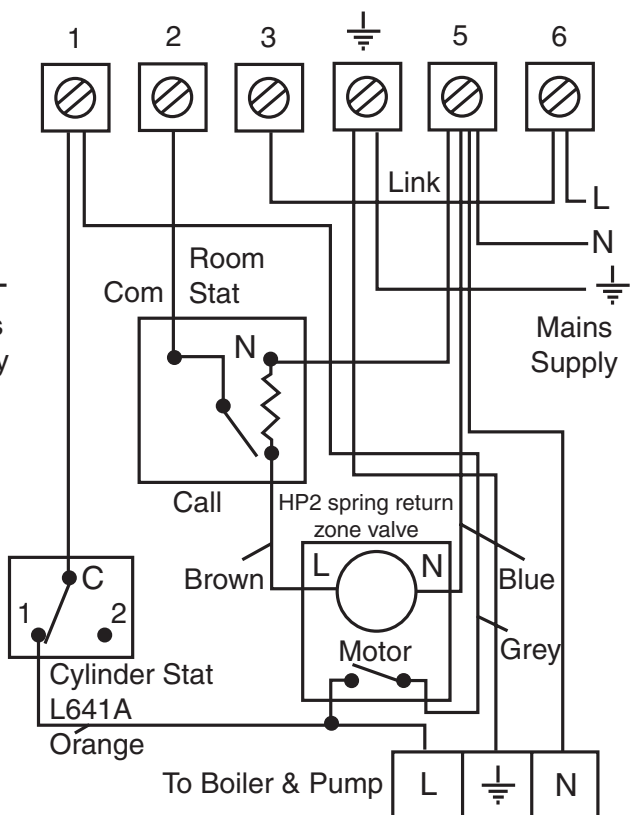 1 2 3 5 6
Link
L
N
Room
Com Stat
Mains
Supply
N
Call
HP2 spring return
zone valve
L N
Brown
Blue
C
1 2
Motor
Grey
Cylinder Stat
L641A
Orange
To Boiler & Pump L N